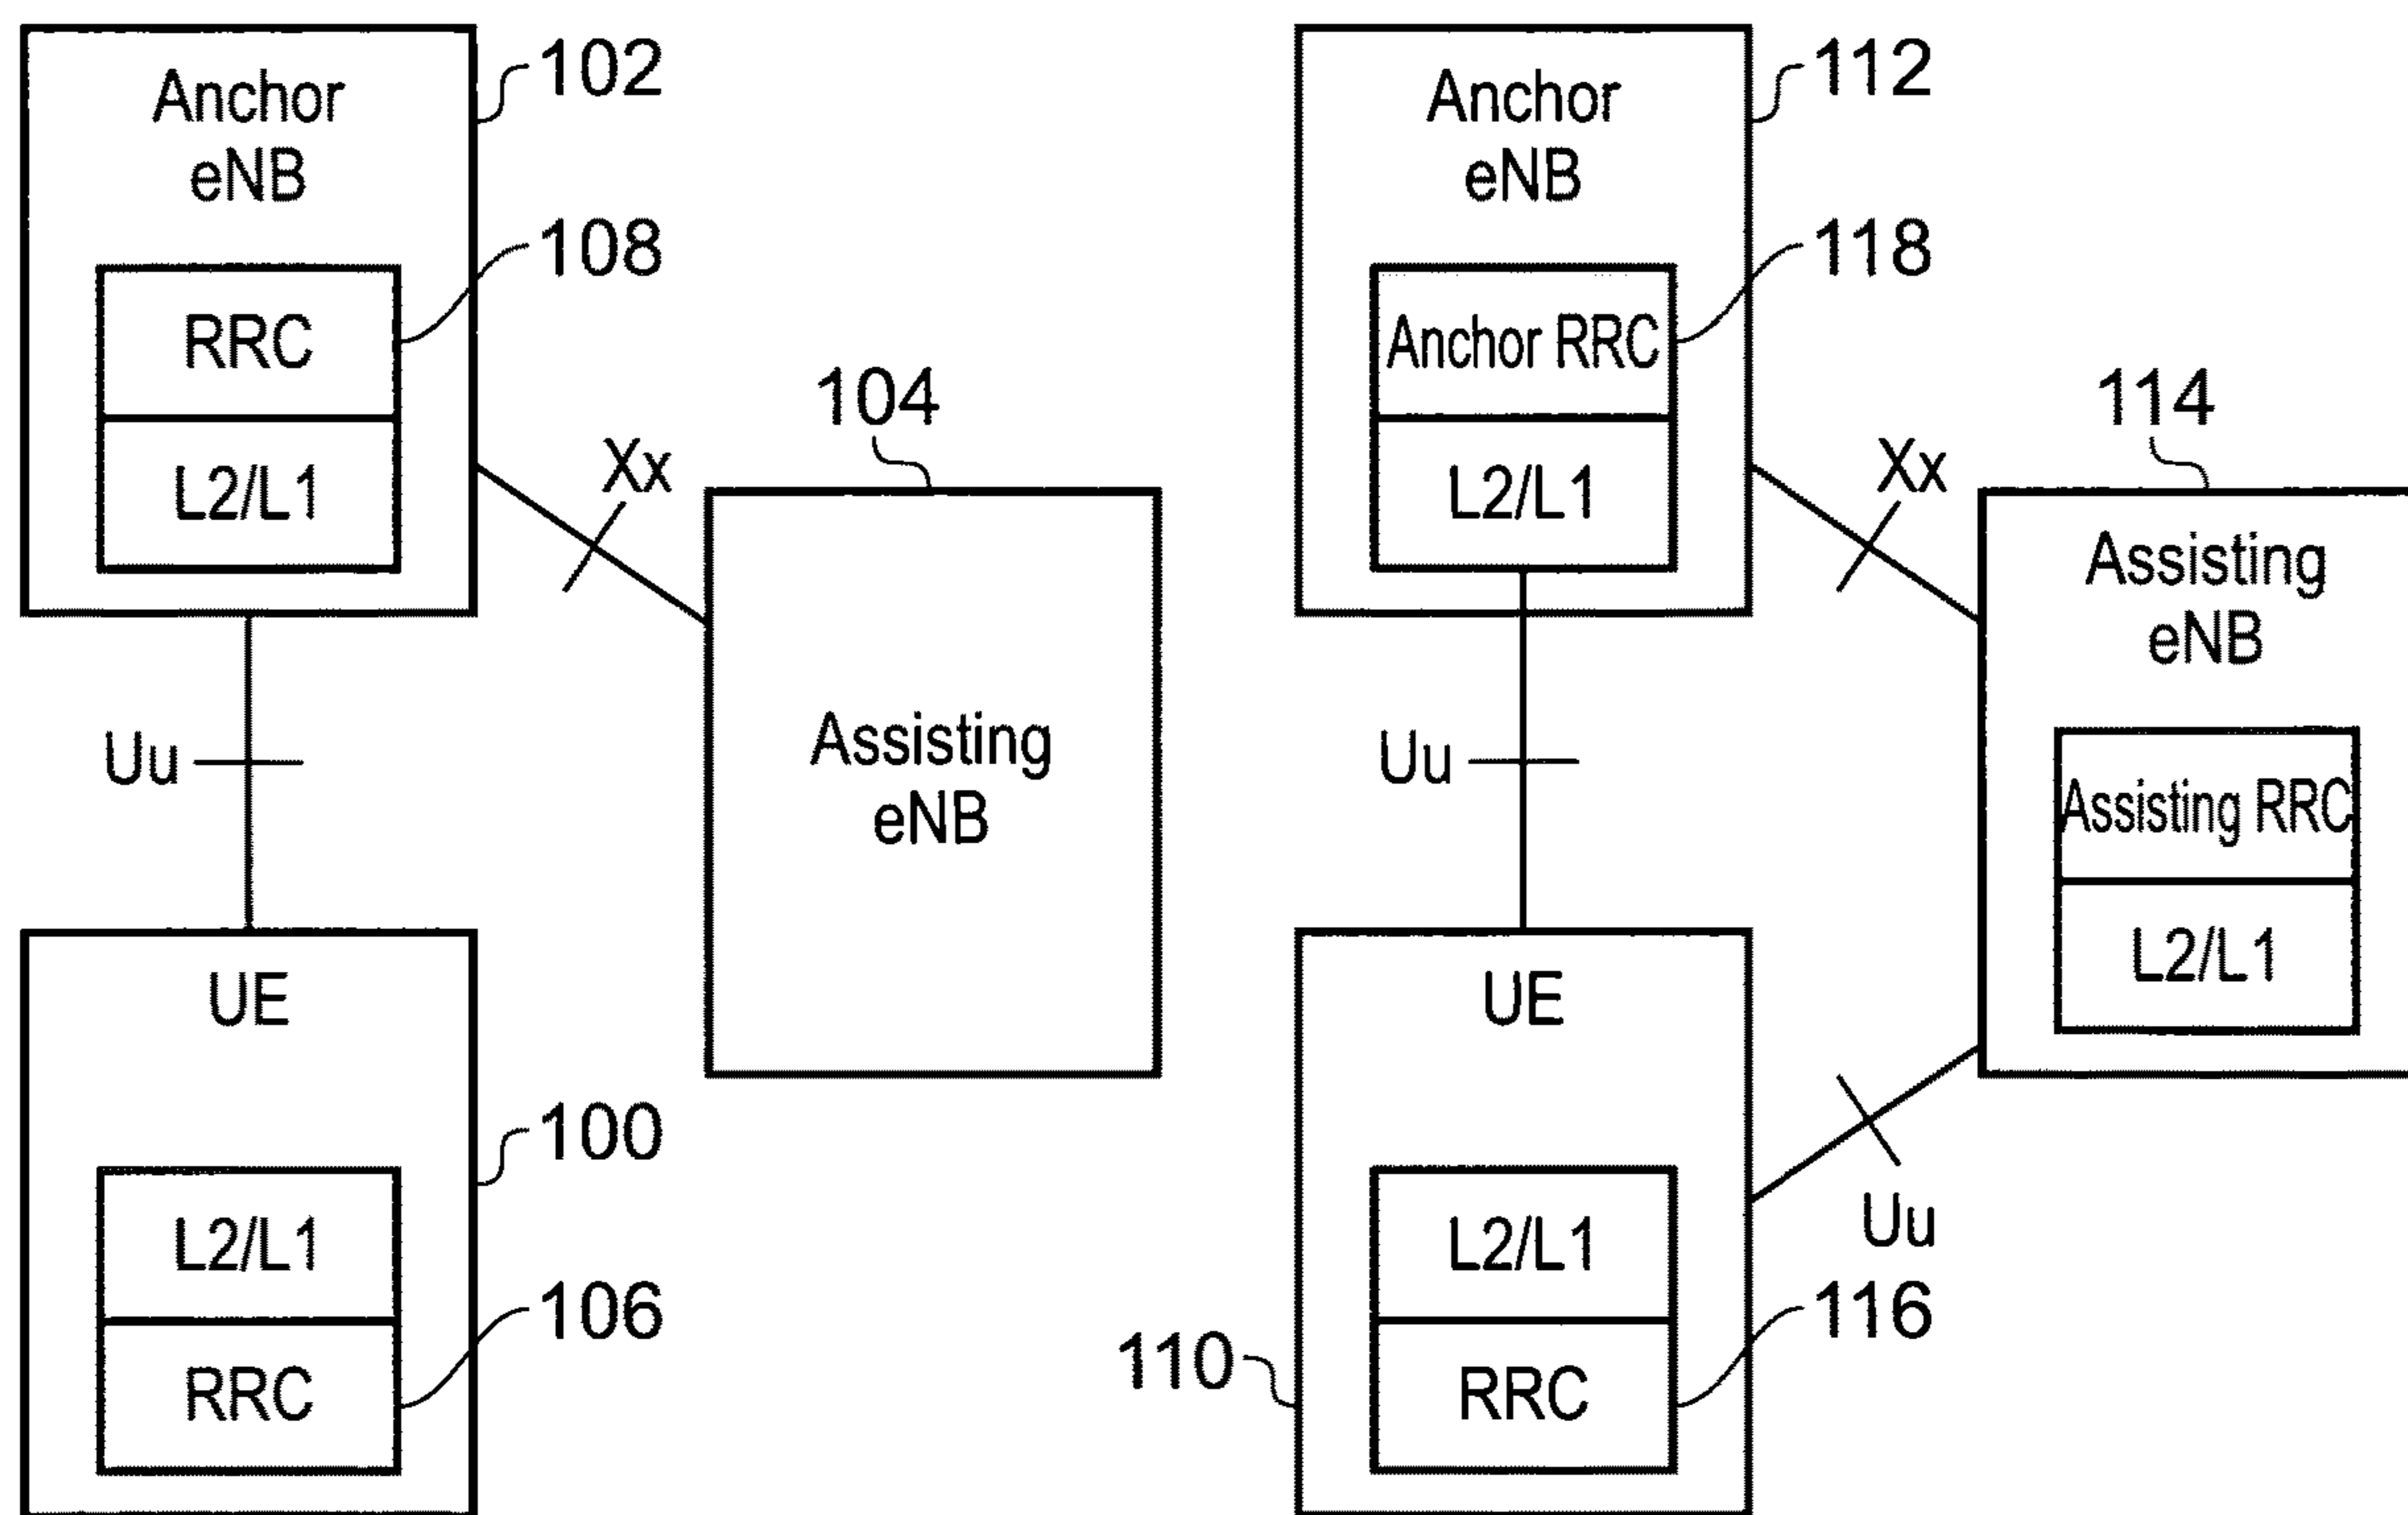 Anchor
eNB
102
RRC
108
L2/L1
Xx
104
Assisting
eNB
Uu
UE
100
L2/L1
RRC
106
Anchor
eNB
112
Anchor RRC
118
L2/L1
Xx
114
Assisting
eNB
Assisting RRC
L2/L1
Uu
Uu
UE
L2/L1
RRC
116
110